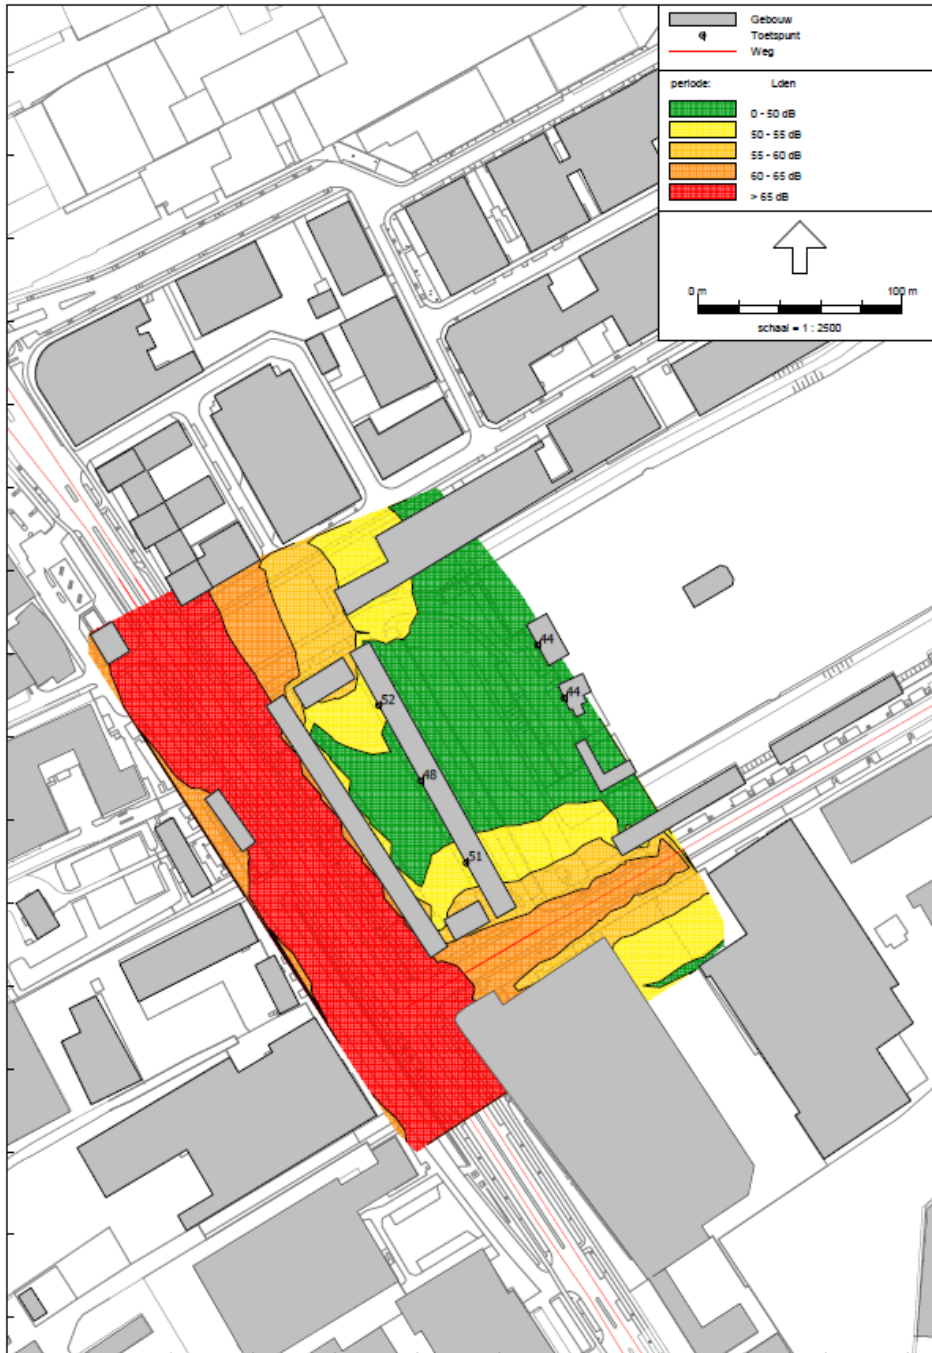 Gebouw
Toetspunt
Weg
periode: Lden
0 - 50 dB
50 - 55 dB
55 - 60 dB
60 - 65 dB
> 65 dB
0 m 100 m
schaal = 1 : 2500
44
44
52
48
51